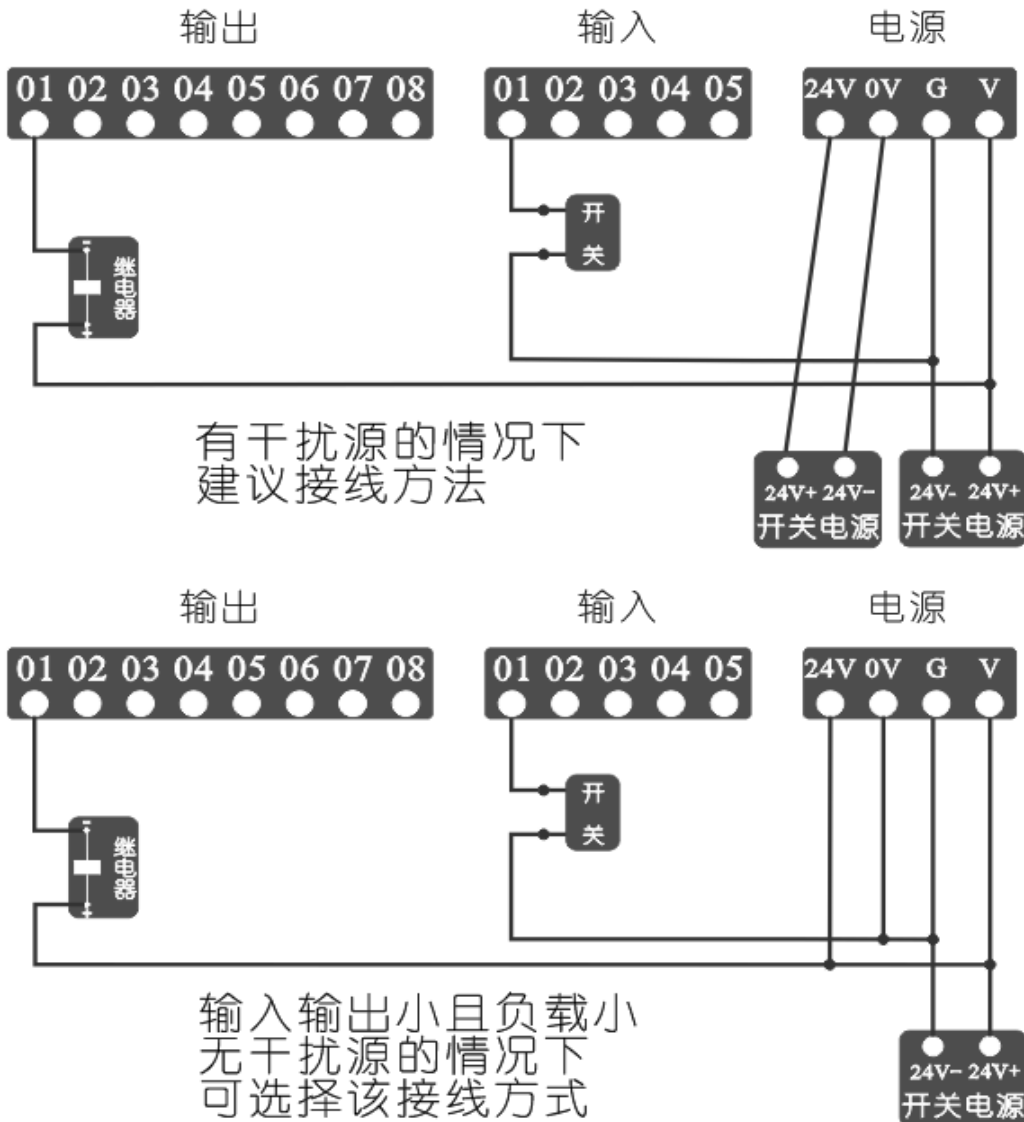 输出 输入 电源
01 02 03 04 05 06 07 08 01 02 03 04 05 24V 0V G V
开
关
- 继电器 +
有干扰源的情况下
建议接线方法
24V+ 24V- 24V- 24V+
开关电源 开关电源
输出 输入 电源
01 02 03 04 05 06 07 08 01 02 03 04 05 24V 0V G V
开
关
- 继电器 +
输入输出小且负载小
无干扰源的情况下
可选择该接线方式
24V- 24V+
开关电源